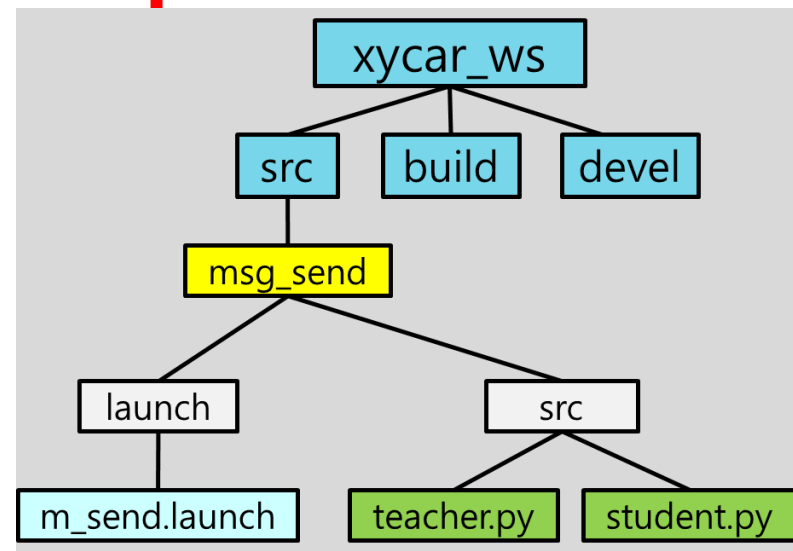 xycar_ws
src
build
devel
msg_send
launch
src
m_send.launch
teacher.py
student.py